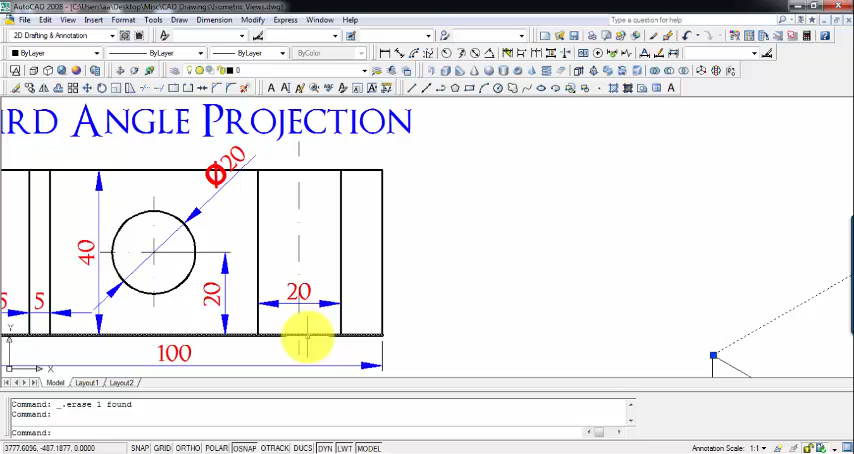 AutoCAD 2008 - [C:\Users\aa\Desktop\Misc\CAD Drawings\Isometric Views.dwg]
File Edit View Insert Format Tools Draw Dimension Modify Express Window Help
Type a question for help
2D Drafting & Annotation
ByLayer ByLayer ByLayer ByColor
0
IRD ANGLE PROJECTION
Φ20
40
20
20
5 5
100
Y
X
Model Layout1 Layout2
Command: _.erase 1 found
Command:
Command:
3777.6096, -487.1877, 0.0000 SNAP GRID ORTHO POLAR OSNAP OTRACK DUCS DYN LWT MODEL Annotation Scale: 1:1